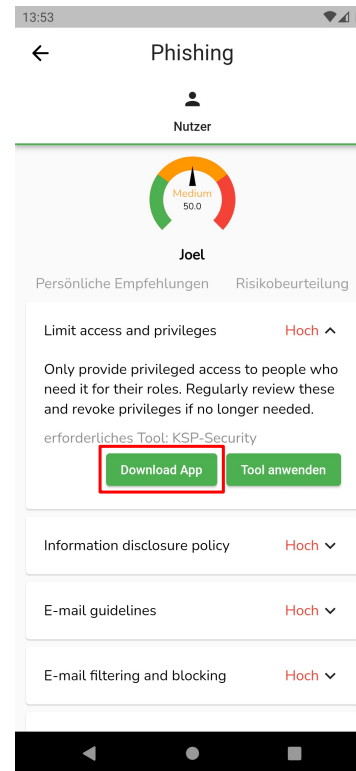 13:53
Phishing
Nutzer
Medium
50.0
Joel
Persönliche Empfehlungen Risikobeurteilung
Limit access and privileges Hoch
Only provide privileged access to people who
need it for their roles. Regularly review these
and revoke privileges if no longer needed.
erforderliches Tool: KSP-Security
Download App Tool anwenden
Information disclosure policy Hoch
E-mail guidelines Hoch
E-mail filtering and blocking Hoch